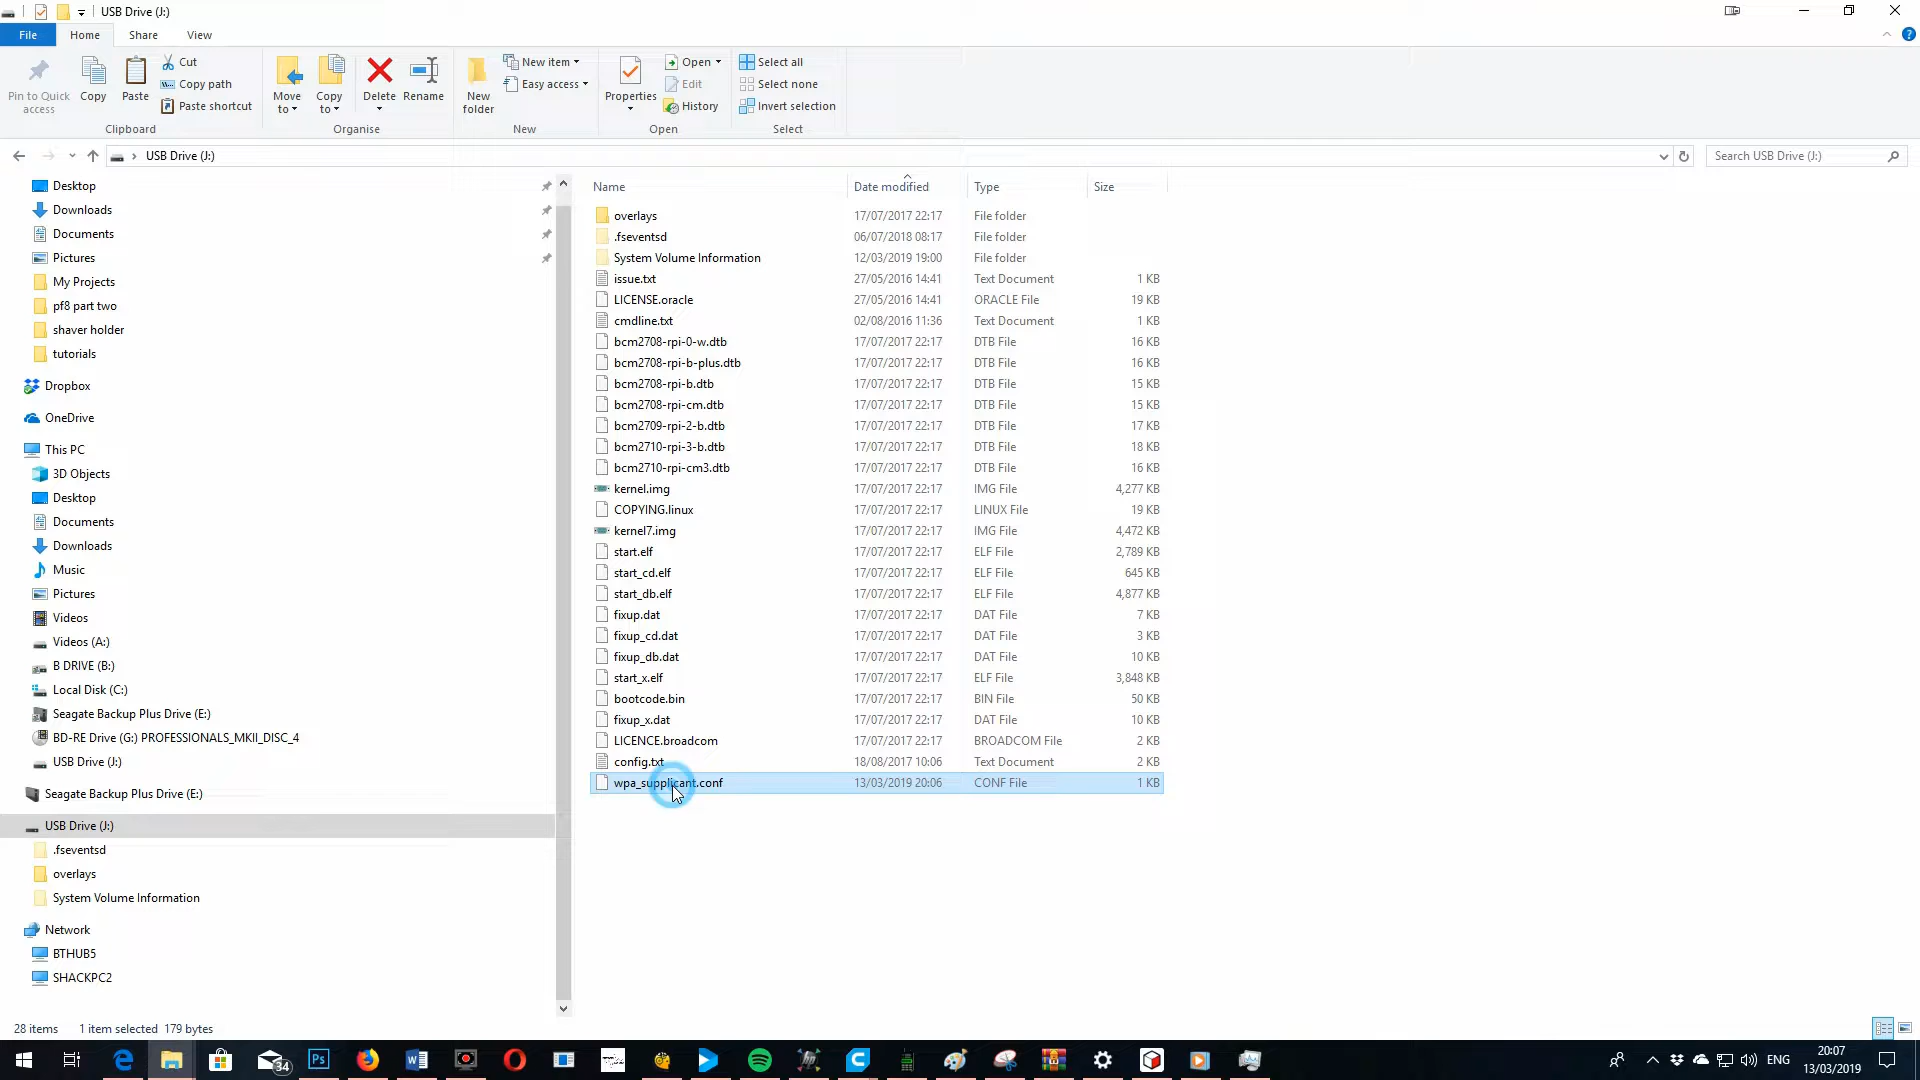 USB Drive (J:)
File Home Share View
Pin to Quick access
Copy
Paste
Cut
Copy path
Paste shortcut
Clipboard
Move to
Copy to
Delete
Rename
Organise
New folder
New item
Easy access
New
Properties
Open
Edit
History
Open
Select all
Select none
Invert selection
Select
USB Drive (J:)
Search USB Drive (J:)
Desktop
Downloads
Documents
Pictures
My Projects
pf8 part two
shaver holder
tutorials
Dropbox
OneDrive
This PC
3D Objects
Desktop
Documents
Downloads
Music
Pictures
Videos
Videos (A:)
B DRIVE (B:)
Local Disk (C:)
Seagate Backup Plus Drive (E:)
BD-RE Drive (G:) PROFESSIONALS_MKII_DISC_4
USB Drive (J:)
Seagate Backup Plus Drive (E:)
USB Drive (J:)
.fseventsd
overlays
System Volume Information
Network
BTHUB5
SHACKPC2
Name Date modified Type Size
overlays 17/07/2017 22:17 File folder
.fseventsd 06/07/2018 08:17 File folder
System Volume Information 12/03/2019 19:00 File folder
issue.txt 27/05/2016 14:41 Text Document 1 KB
LICENSE.oracle 27/05/2016 14:41 ORACLE File 19 KB
cmdline.txt 02/08/2016 11:36 Text Document 1 KB
bcm2708-rpi-0-w.dtb 17/07/2017 22:17 DTB File 16 KB
bcm2708-rpi-b-plus.dtb 17/07/2017 22:17 DTB File 16 KB
bcm2708-rpi-b.dtb 17/07/2017 22:17 DTB File 15 KB
bcm2708-rpi-cm.dtb 17/07/2017 22:17 DTB File 15 KB
bcm2709-rpi-2-b.dtb 17/07/2017 22:17 DTB File 17 KB
bcm2710-rpi-3-b.dtb 17/07/2017 22:17 DTB File 18 KB
bcm2710-rpi-cm3.dtb 17/07/2017 22:17 DTB File 16 KB
kernel.img 17/07/2017 22:17 IMG File 4,277 KB
COPYING.linux 17/07/2017 22:17 LINUX File 19 KB
kernel7.img 17/07/2017 22:17 IMG File 4,472 KB
start.elf 17/07/2017 22:17 ELF File 2,789 KB
start_cd.elf 17/07/2017 22:17 ELF File 645 KB
start_db.elf 17/07/2017 22:17 ELF File 4,877 KB
fixup.dat 17/07/2017 22:17 DAT File 7 KB
fixup_cd.dat 17/07/2017 22:17 DAT File 3 KB
fixup_db.dat 17/07/2017 22:17 DAT File 10 KB
start_x.elf 17/07/2017 22:17 ELF File 3,848 KB
bootcode.bin 17/07/2017 22:17 BIN File 50 KB
fixup_x.dat 17/07/2017 22:17 DAT File 10 KB
LICENCE.broadcom 17/07/2017 22:17 BROADCOM File 2 KB
config.txt 18/08/2017 10:06 Text Document 2 KB
wpa_supplicant.conf 13/03/2019 20:06 CONF File 1 KB
28 items 1 item selected 179 bytes
34
Ps
ENG
20:07
13/03/2019